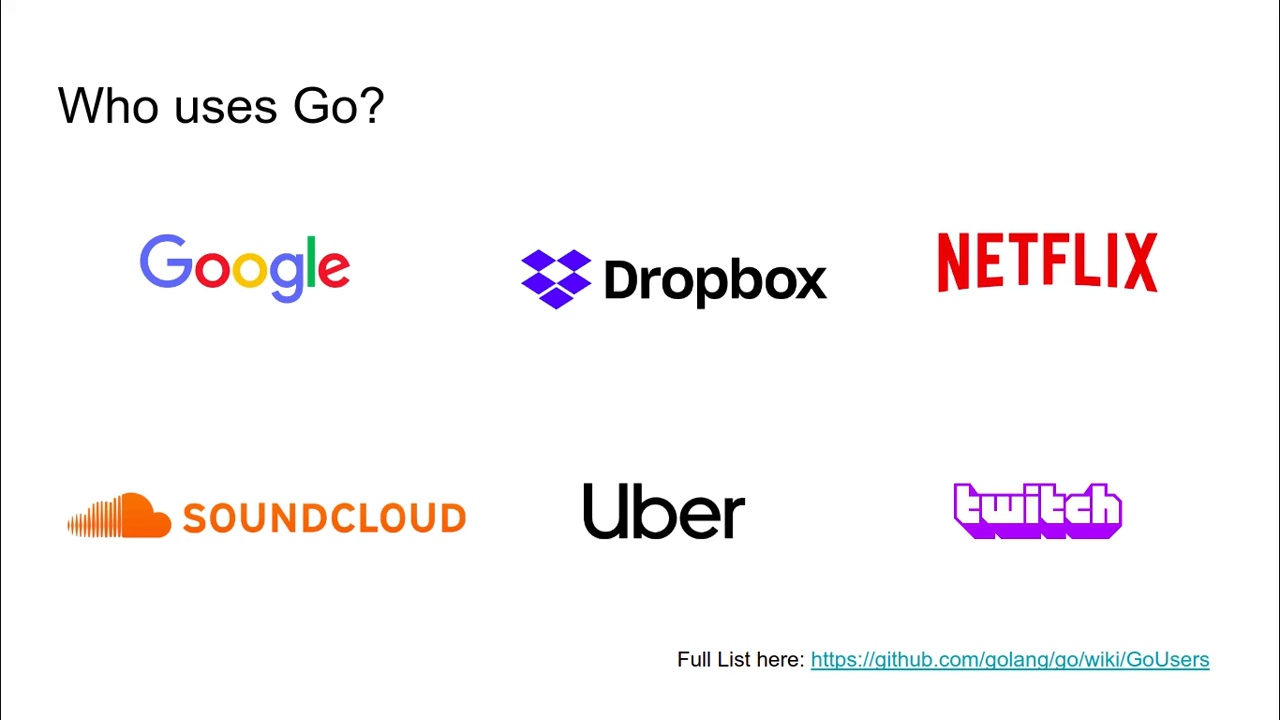 Who uses Go?
Google
Dropbox
NETFLIX
SOUNDCLOUD
Uber
twitch
Full List here: https://github.com/golang/go/wiki/GoUsers